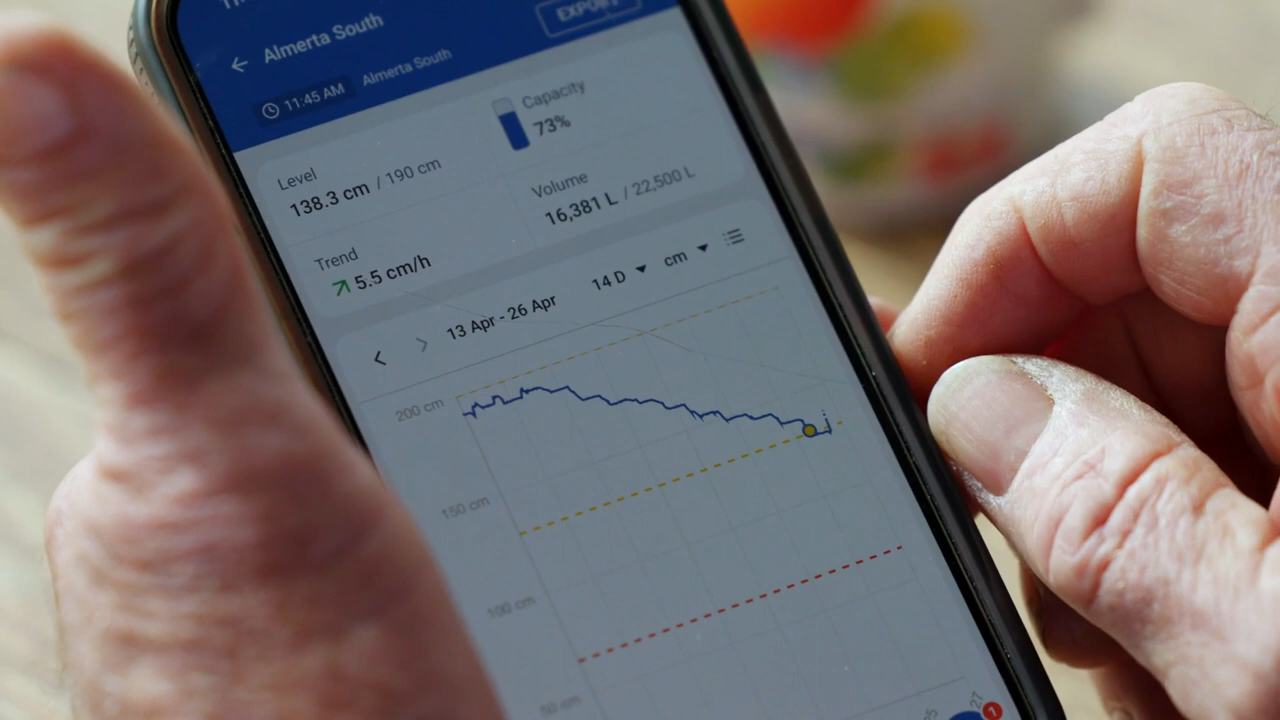 Almerta South
EXPORT
11:45 AM Almerta South
Level
138.3 cm / 190 cm
Capacity
73%
Trend
5.5 cm/h
Volume
16,381 L / 22,500 L
13 Apr - 26 Apr
14 D
cm
200 cm
150 cm
100 cm
50 cm
27
1